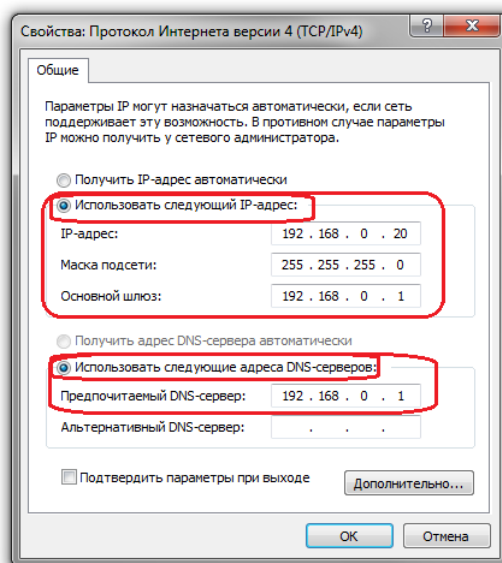 Свойства: Протокол Интернета версии 4 (TCP/IPv4)
Общие
Параметры IP могут назначаться автоматически, если сеть
поддерживает эту возможность. В противном случае параметры
IP можно получить у сетевого администратора.
Получить IP-адрес автоматически
Использовать следующий IP-адрес:
IP-адрес: 192 . 168 . 0 . 20
Маска подсети: 255 . 255 . 255 . 0
Основной шлюз: 192 . 168 . 0 . 1
Получить адрес DNS-сервера автоматически
Использовать следующие адреса DNS-серверов:
Предпочитаемый DNS-сервер: 192 . 168 . 0 . 1
Альтернативный DNS-сервер: . . .
Подтвердить параметры при выходе
Дополнительно...
OK Отмена